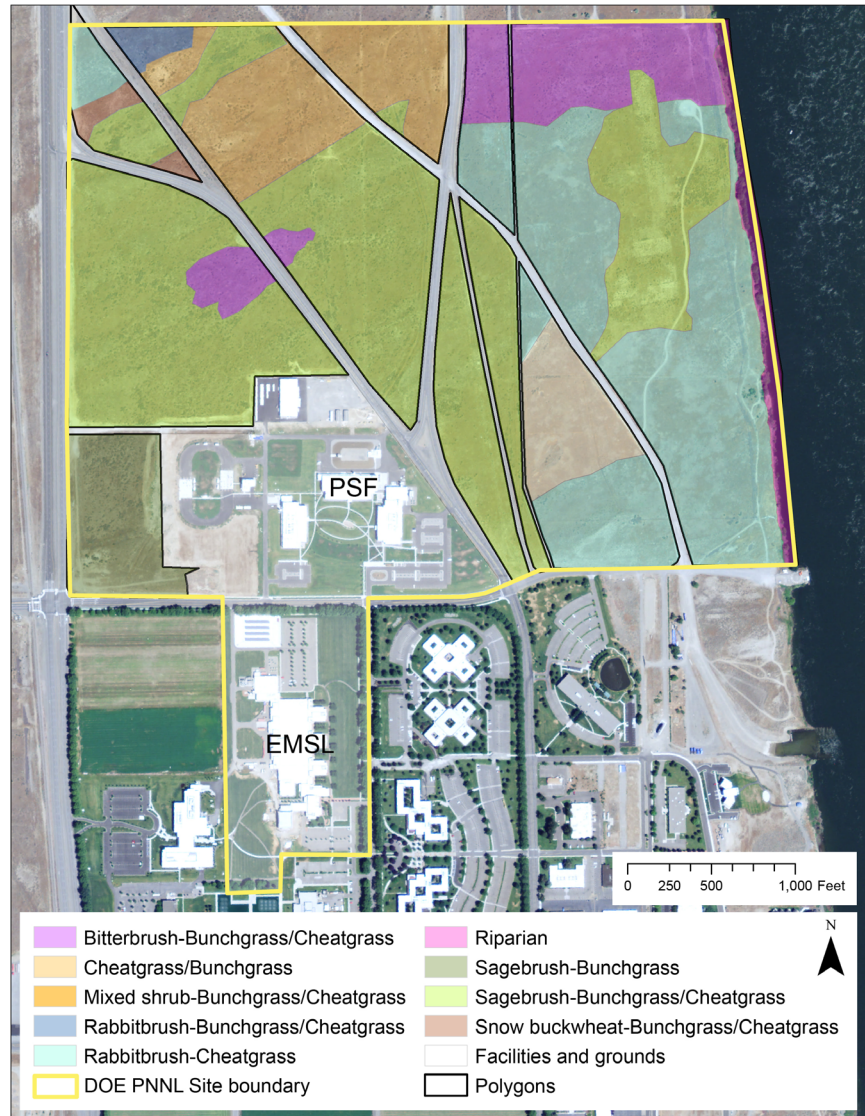 PSF
EMSL
0 250 500 1,000 Feet
Bitterbrush-Bunchgrass/Cheatgrass
Cheatgrass/Bunchgrass
Mixed shrub-Bunchgrass/Cheatgrass
Rabbitbrush-Bunchgrass/Cheatgrass
Rabbitbrush-Cheatgrass
DOE PNNL Site boundary
Riparian
Sagebrush-Bunchgrass
Sagebrush-Bunchgrass/Cheatgrass
Snow buckwheat-Bunchgrass/Cheatgrass
Facilities and grounds
Polygons
N